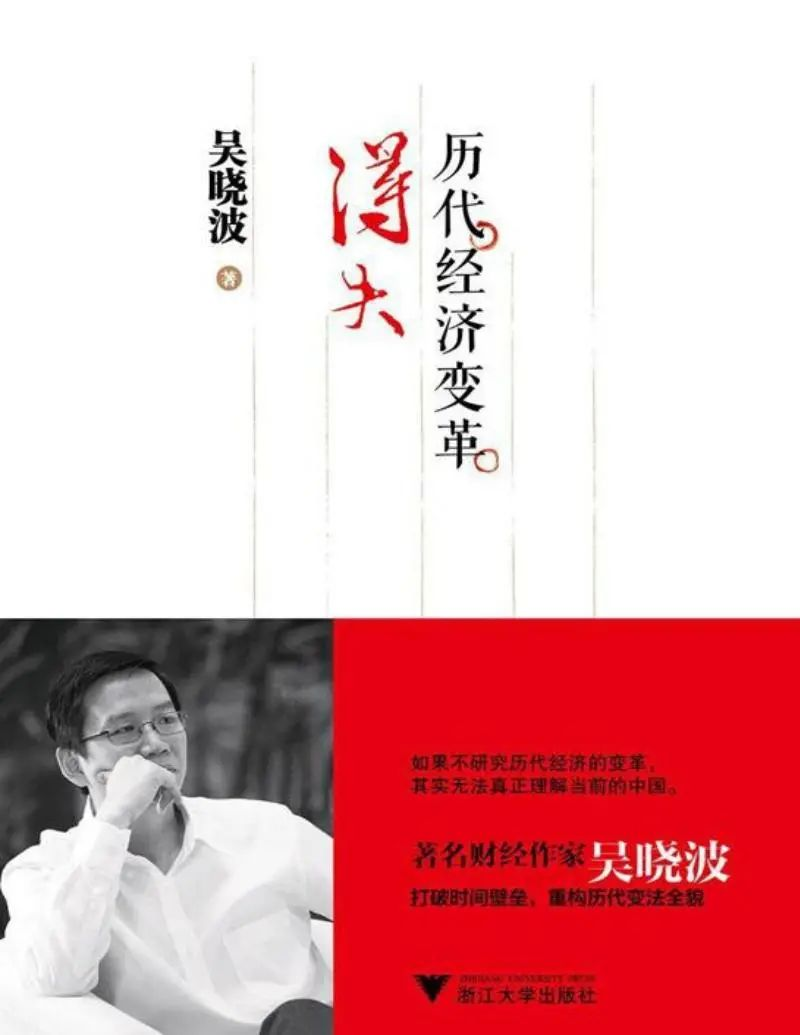 历代经济变革
得失
吴晓波
著
如果不研究历代经济的变革，
其实无法真正理解当前的中国。
著名财经作家吴晓波
打破时间壁垒，重构历代变法全貌
ZHEJIANG UNIVERSITY PRESS
浙江大学出版社